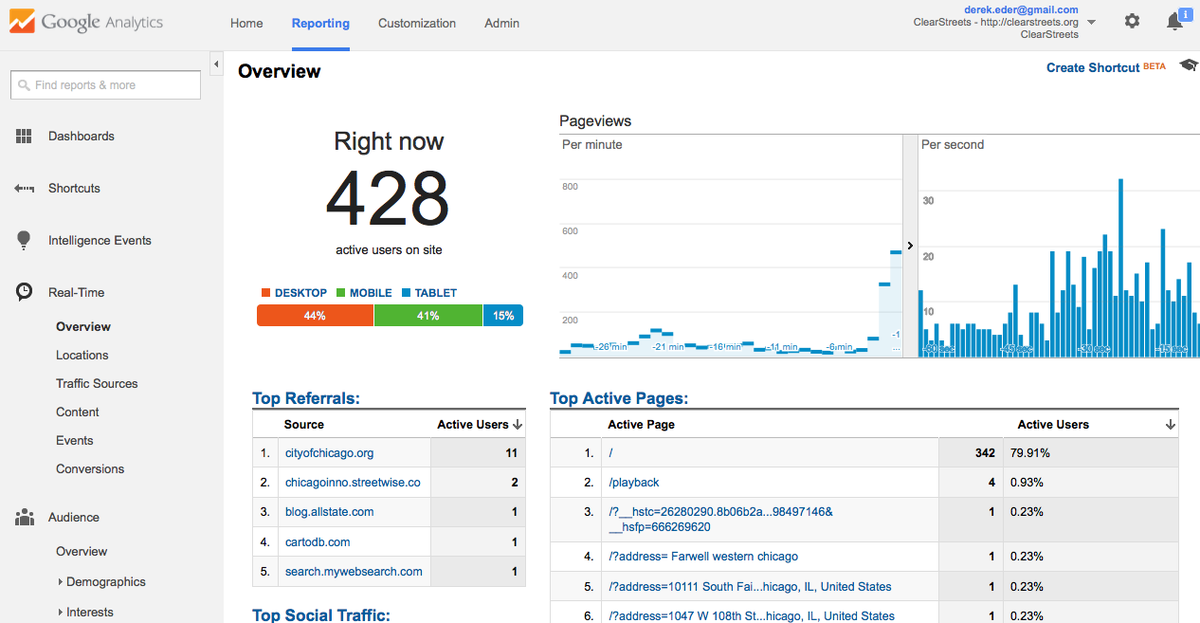 Google Analytics
Home Reporting Customization Admin
derek.eder@gmail.com
ClearStreets - http://clearstreets.org
ClearStreets
Find reports & more
Dashboards
Shortcuts
Intelligence Events
Real-Time
Overview
Locations
Traffic Sources
Content
Events
Conversions
Audience
Overview
Demographics
Interests
Overview
Create Shortcut BETA
Right now
428
active users on site
DESKTOP MOBILE TABLET
44% 41% 15%
Pageviews
Per minute
800
600
400
200
-26 min -21 min -16 min -11 min -6 min -1
...
Per second
30
20
10
-60 sec -45 sec -30 sec -15 sec
Top Referrals:
Source Active Users
1. cityofchicago.org 11
2. chicagoinno.streetwise.co 2
3. blog.allstate.com 1
4. cartodb.com 1
5. search.mywebsearch.com 1
Top Social Traffic:
Top Active Pages:
Active Page Active Users
1. / 342 79.91%
2. /playback 4 0.93%
3. /?__hstc=26280290.8b06b2a...98497146& 1 0.23%
__hsfp=666269620
4. /?address= Farwell western chicago 1 0.23%
5. /?address=10111 South Fai...hicago, IL, United States 1 0.23%
6. /?address=1047 W 108th St...hicago, IL, United States 1 0.23%